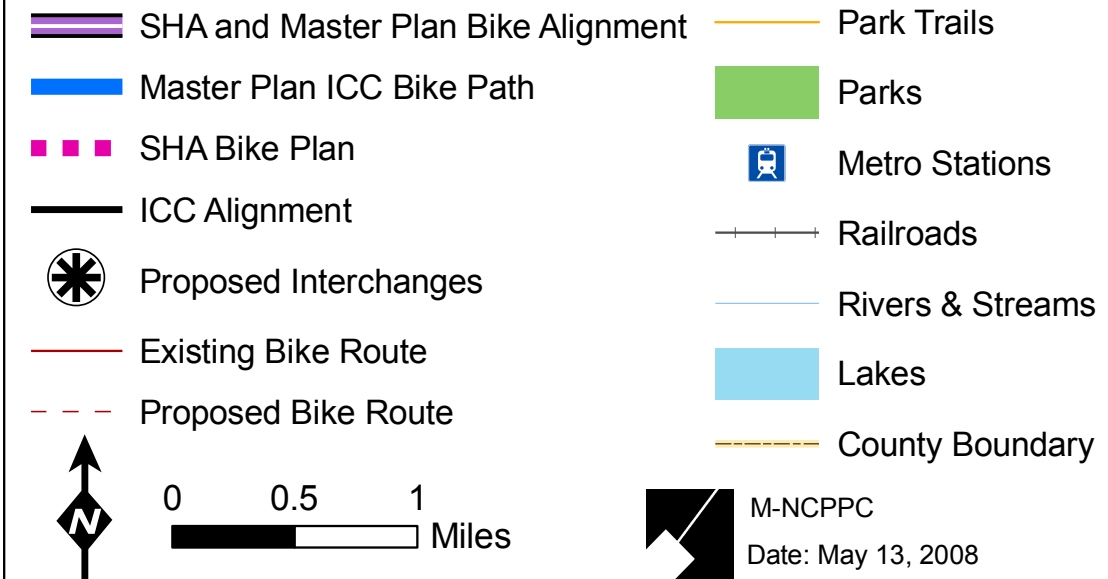 SHA and Master Plan Bike Alignment
Master Plan ICC Bike Path
SHA Bike Plan
ICC Alignment
Proposed Interchanges
Existing Bike Route
Proposed Bike Route
N
0 0.5 1
Miles
Park Trails
Parks
Metro Stations
Railroads
Rivers & Streams
Lakes
County Boundary
M-NCPPC
Date: May 13, 2008